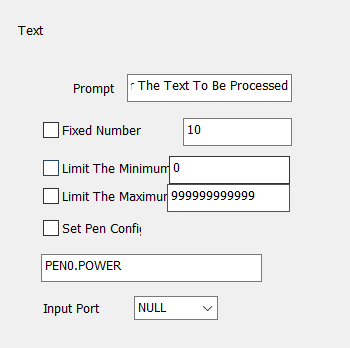 Text
Prompt r The Text To Be Processed
Fixed Number 10
Limit The Minimum 0
Limit The Maximum 999999999999
Set Pen Config
PEN0.POWER
Input Port NULL